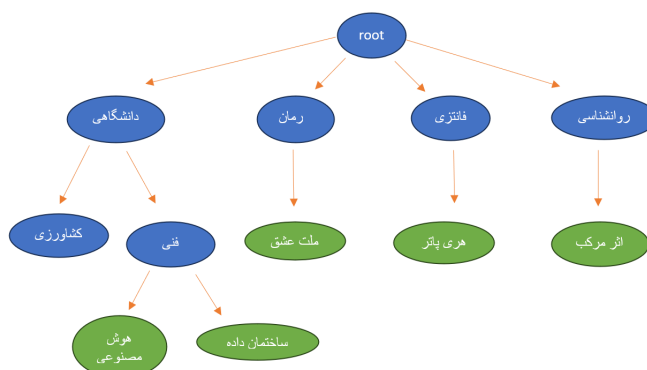 root
دانشگاهی
رمان
فانتزی
روانشناسی
کشاورزی
فنی
ملت عشق
هری پاتر
اثر مرکب
هوش
مصنوعی
ساختمان داده